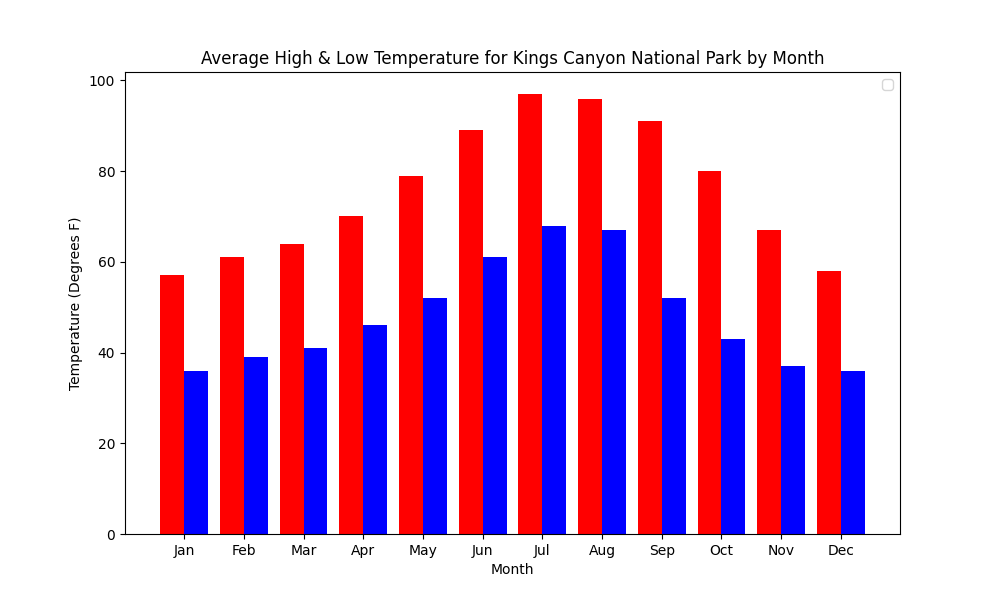 Average High & Low Temperature for Kings Canyon National Park by Month
100
80
60
40
20
0
Temperature (Degrees F)
Jan Feb Mar Apr May Jun Jul Aug Sep Oct Nov Dec
Month